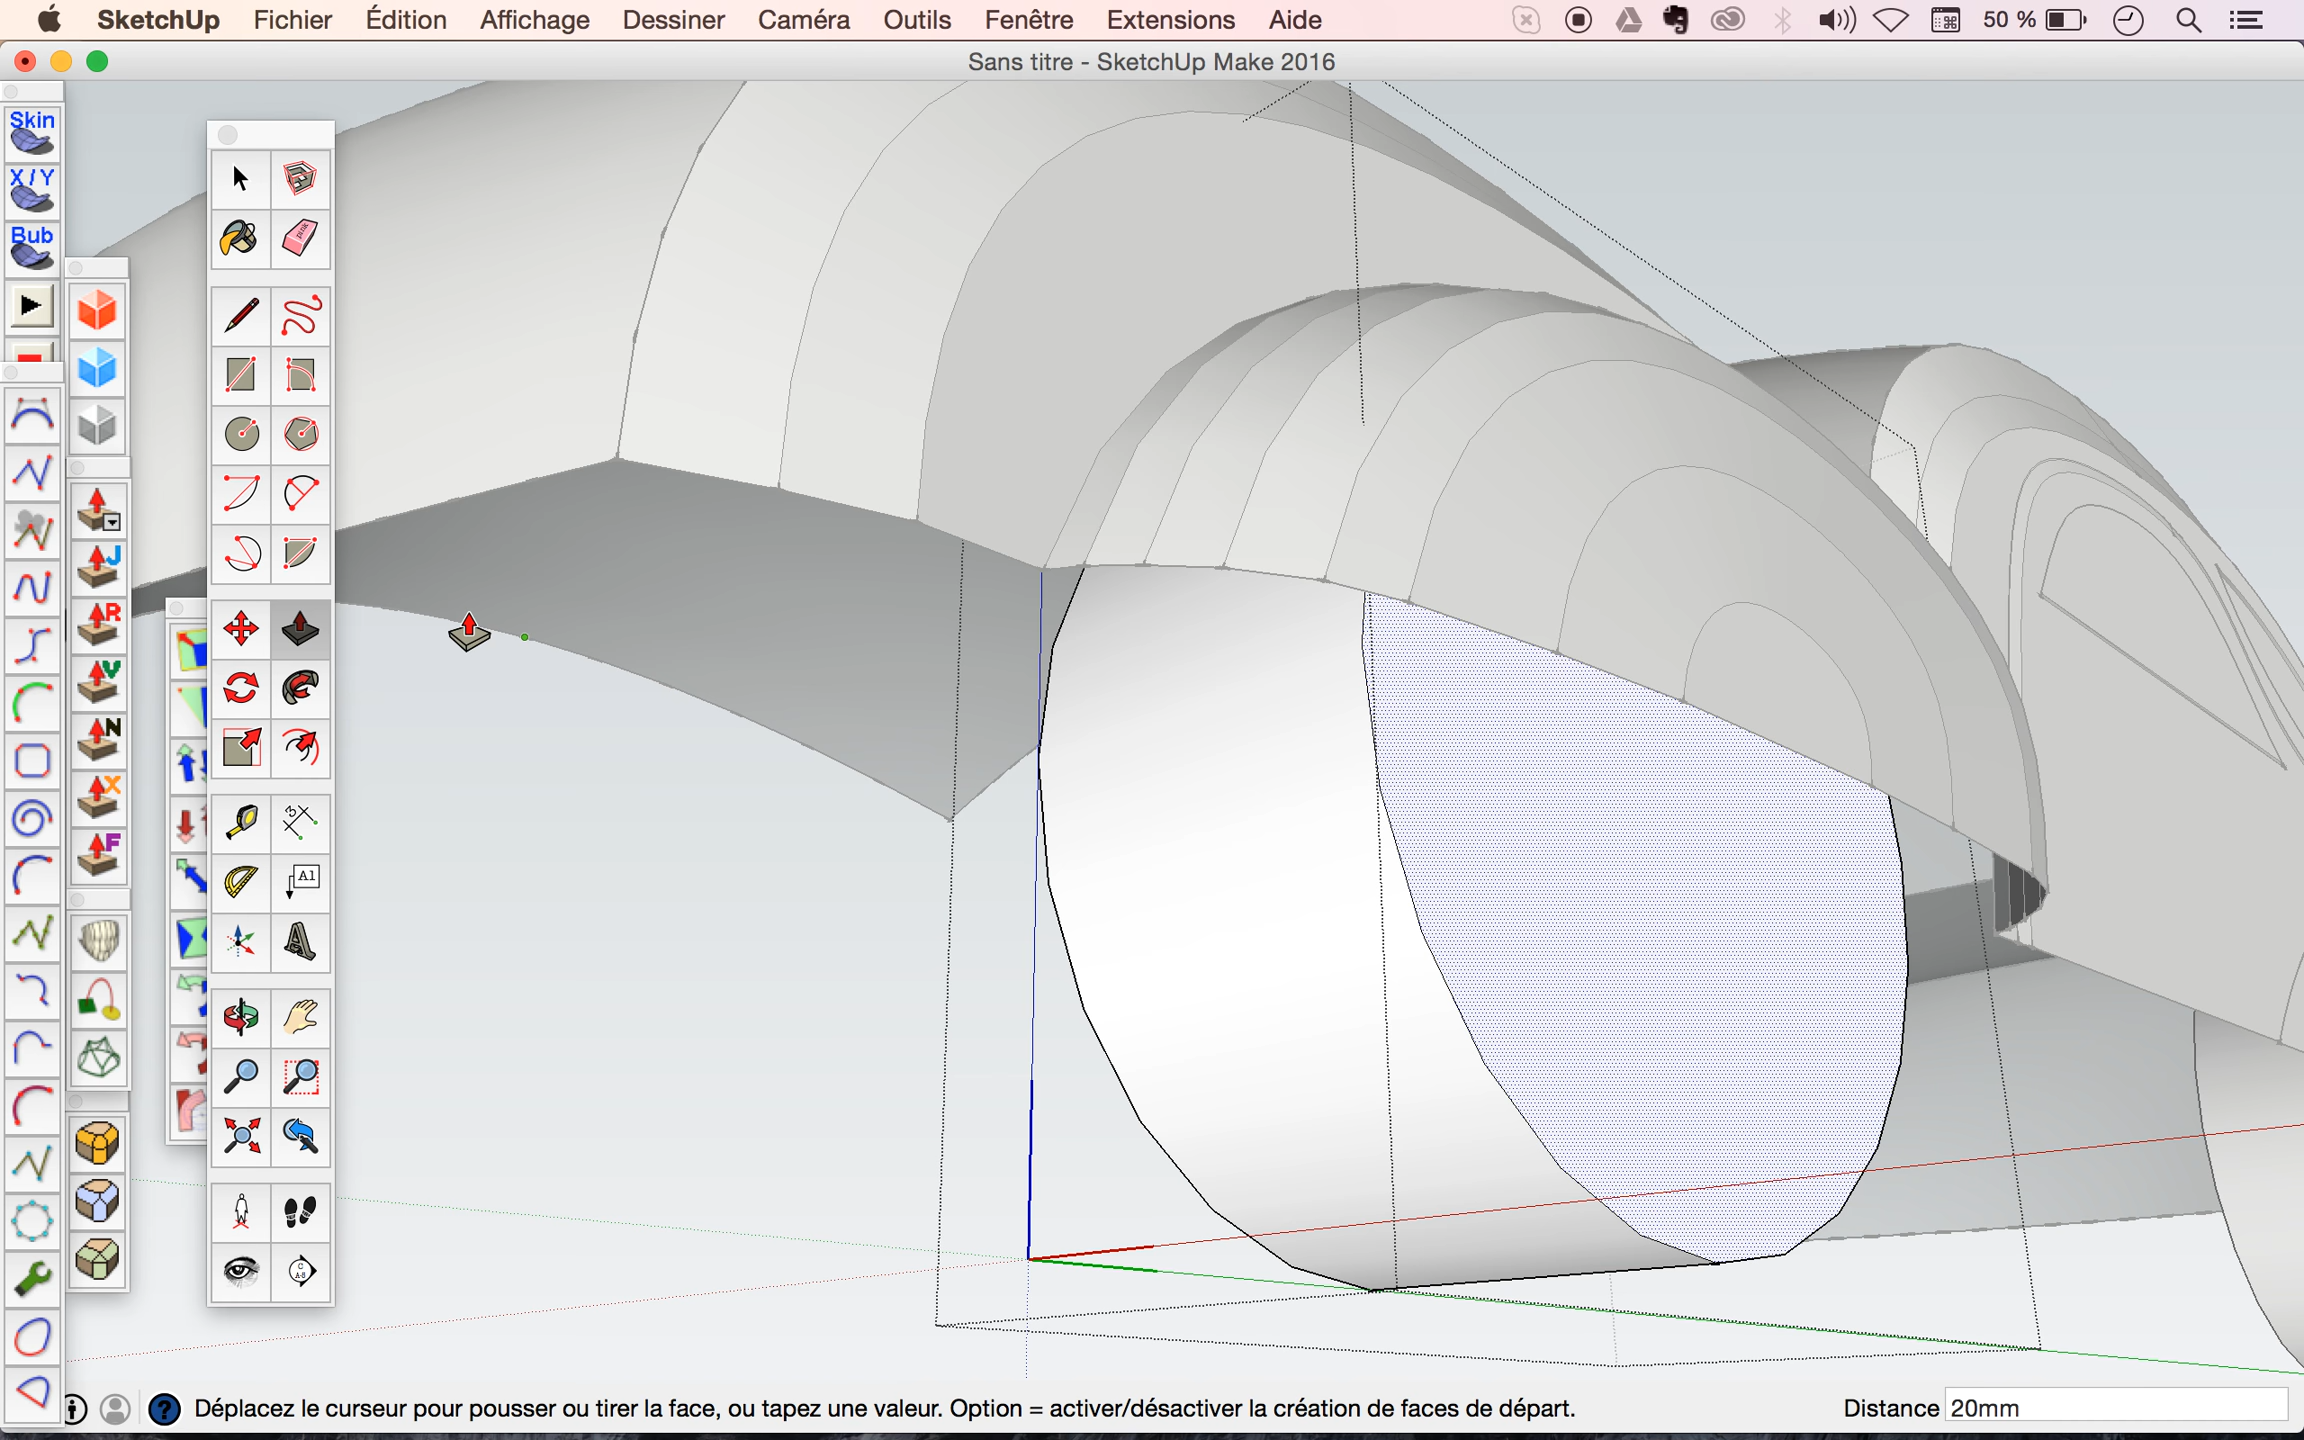 SketchUp Fichier Édition Affichage Dessiner Caméra Outils Fenêtre Extensions Aide 50 %
Sans titre - SketchUp Make 2016
Skin
X/Y
Bub
J
R
V
N
X
F
A1
Déplacez le curseur pour pousser ou tirer la face, ou tapez une valeur. Option = activer/désactiver la création de faces de départ.
Distance 20mm